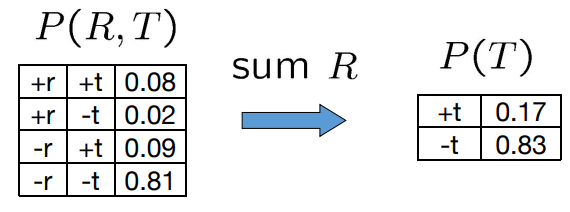 P(R, T)
+r +t 0.08
+r -t 0.02
-r +t 0.09
-r -t 0.81
sum R
P(T)
+t 0.17
-t 0.83